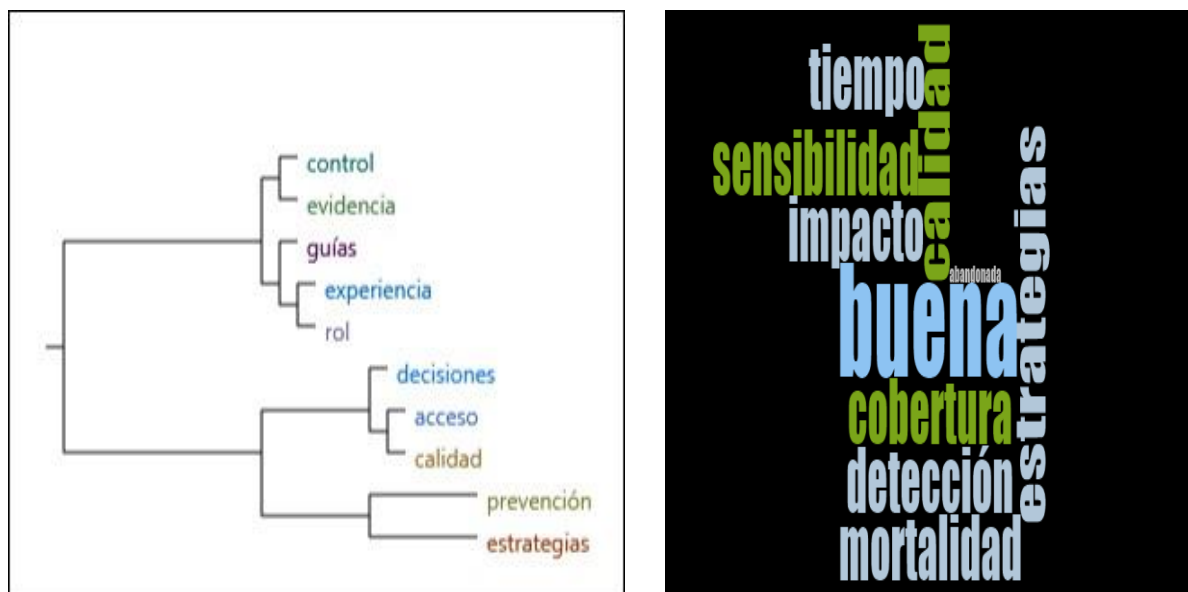 control
evidencia
guías
experiencia
rol
decisiones
acceso
calidad
prevención
estrategias
tiempo
calidad
sensibilidad
impacto
estrategias
abandonada
buena
cobertura
detección
mortalidad